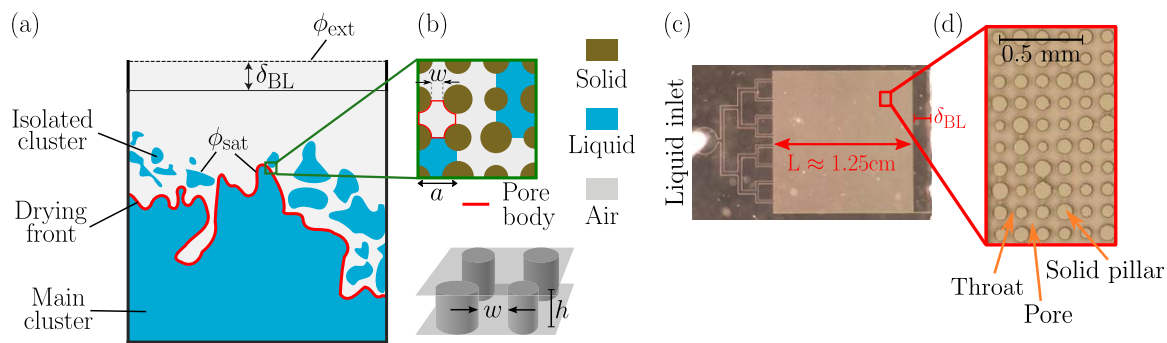 (a)
ϕext
δBL
Isolated
cluster
ϕsat
Drying
front
Main
cluster
(b)
w
a
Pore
body
Solid
Liquid
Air
w
h
(c)
Liquid inlet
L ≈ 1.25cm
δBL
(d)
0.5 mm
Throat
Pore
Solid pillar